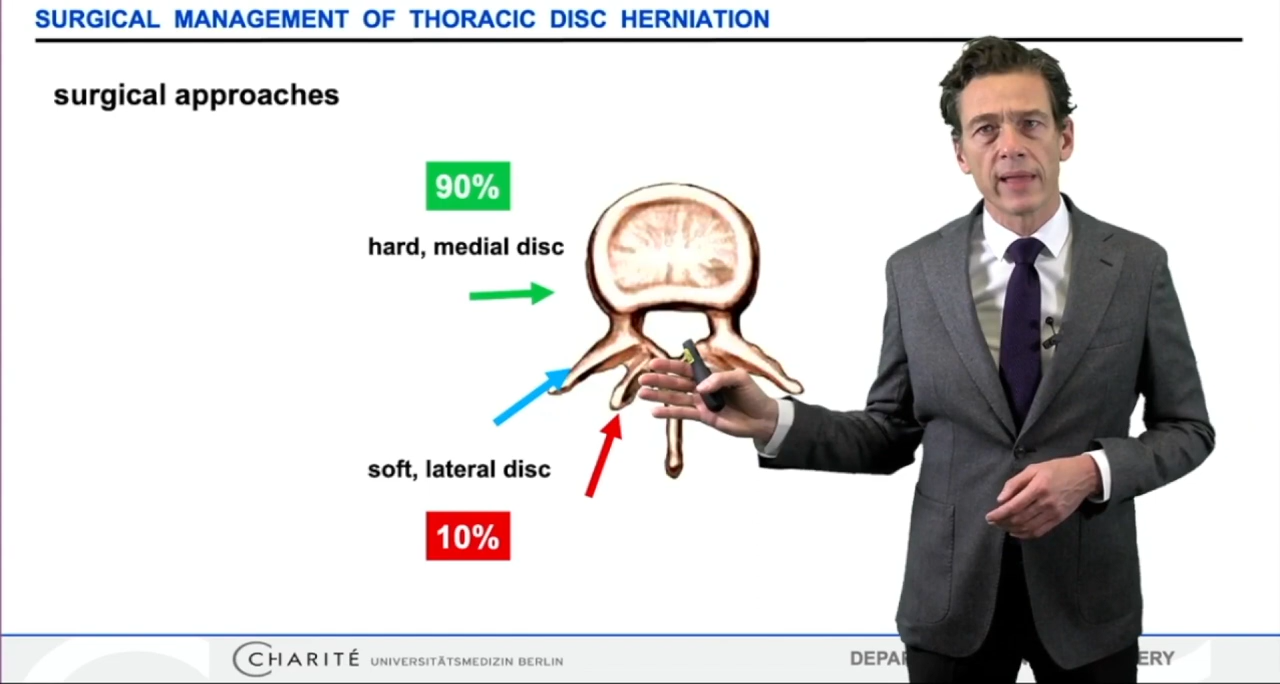 SURGICAL MANAGEMENT OF THORACIC DISC HERNIATION
surgical approaches
90%
hard, medial disc
soft, lateral disc
10%
CHARITÉ UNIVERSITÄTSMEDIZIN BERLIN